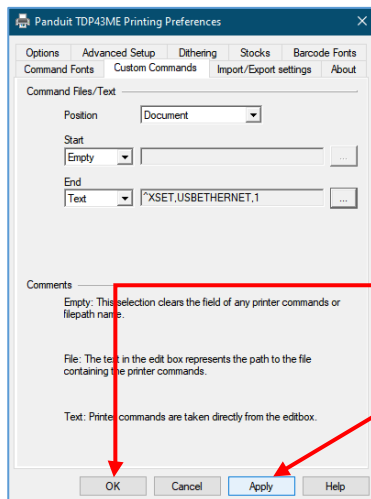 Panduit TDP43ME Printing Preferences
Options Advanced Setup Dithering Stocks Barcode Fonts
Command Fonts Custom Commands Import/Export settings About
Command Files/Text
Position Document
Start
Empty ...
End
Text ^XSET,USBETHERNET,1 ...
Comments
Empty: This selection clears the field of any printer commands or
filepath name.
File: The text in the edit box represents the path to the file
containing the printer commands.
Text: Printer commands are taken directly from the editbox.
OK Cancel Apply Help